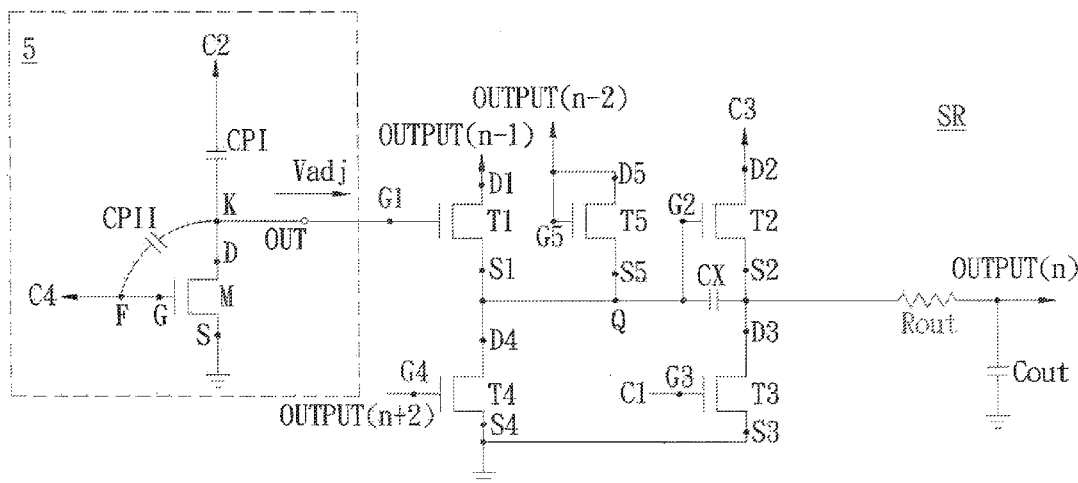 5
C2
CPI
Vadj
K
CPII
OUT
D
C4
F
G
M
S
OUTPUT(n-2)
OUTPUT(n-1)
C3
SR
D1
D5
D2
G1
T1
G5
T5
G2
T2
S1
S5
CX
S2
OUTPUT(n)
Q
Rout
D4
D3
G4
T4
C1
G3
T3
Cout
OUTPUT(n+2)
S4
S3